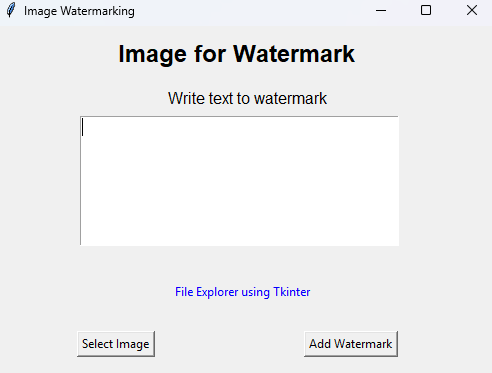 Image Watermarking
Image for Watermark
Write text to watermark
File Explorer using Tkinter
Select Image
Add Watermark